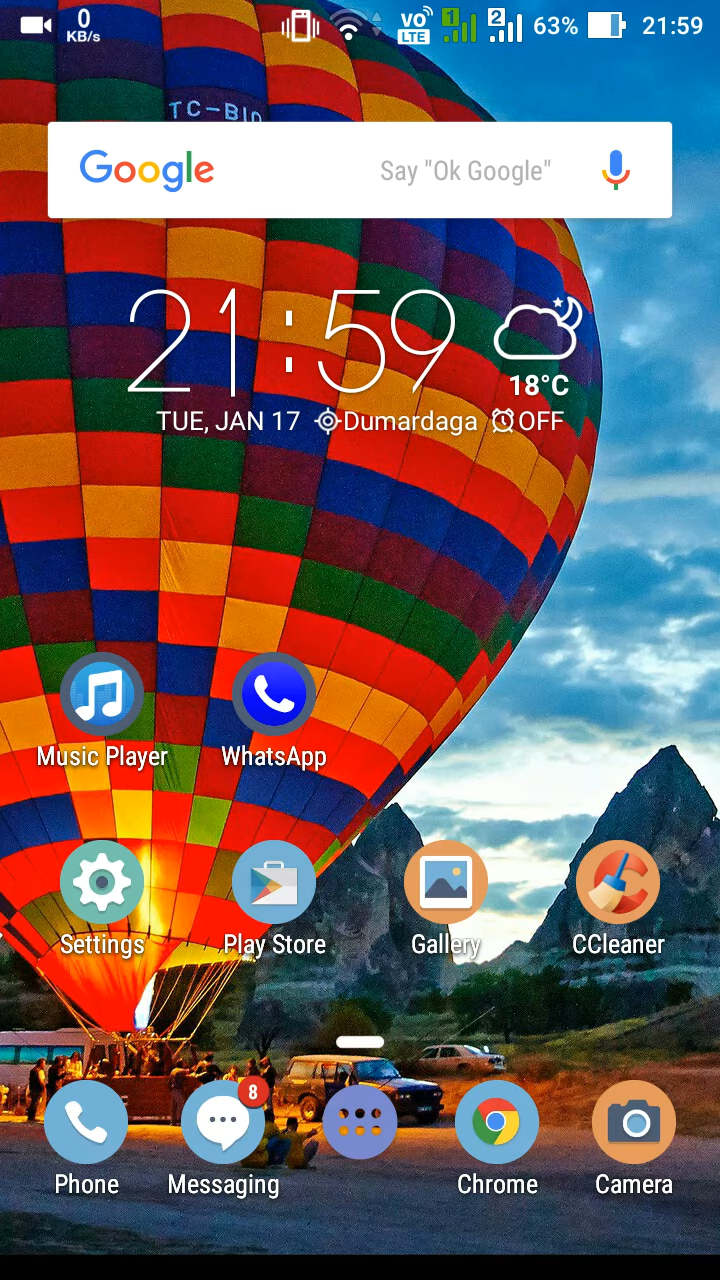 0
KB/s
VO
LTE
1
2
63%
21:59
TC-BI
Google
Say "Ok Google"
21:59
18°C
TUE, JAN 17
Dumardaga
OFF
Music Player
WhatsApp
Settings
Play Store
Gallery
CCleaner
8
Phone
Messaging
Chrome
Camera